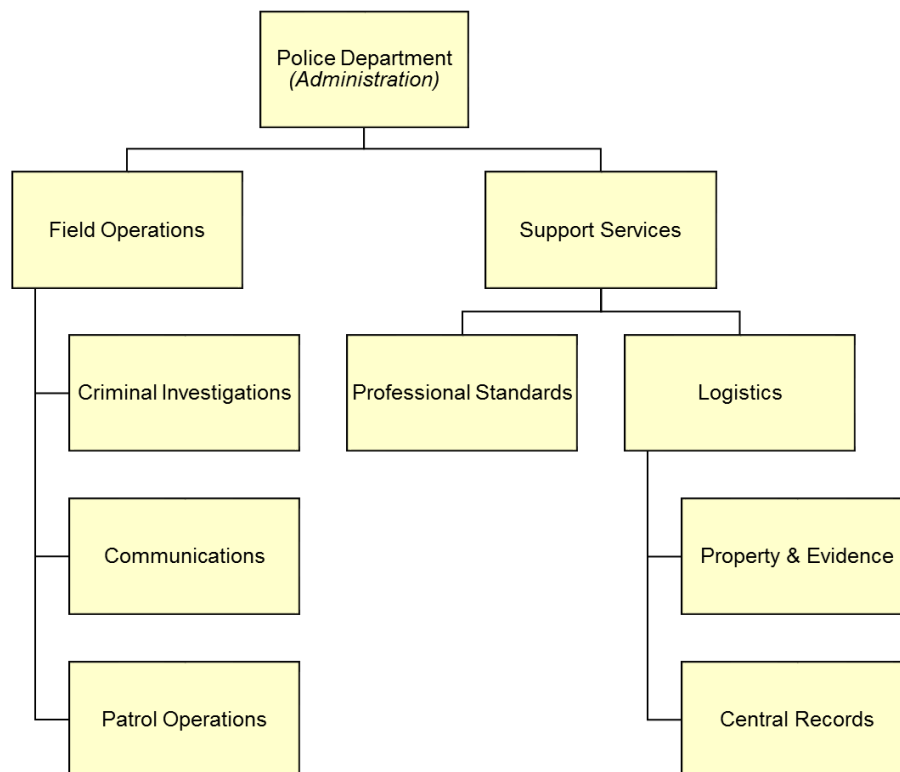 Police Department
(Administration)
Field Operations
Support Services
Criminal Investigations
Professional Standards
Logistics
Communications
Property & Evidence
Patrol Operations
Central Records